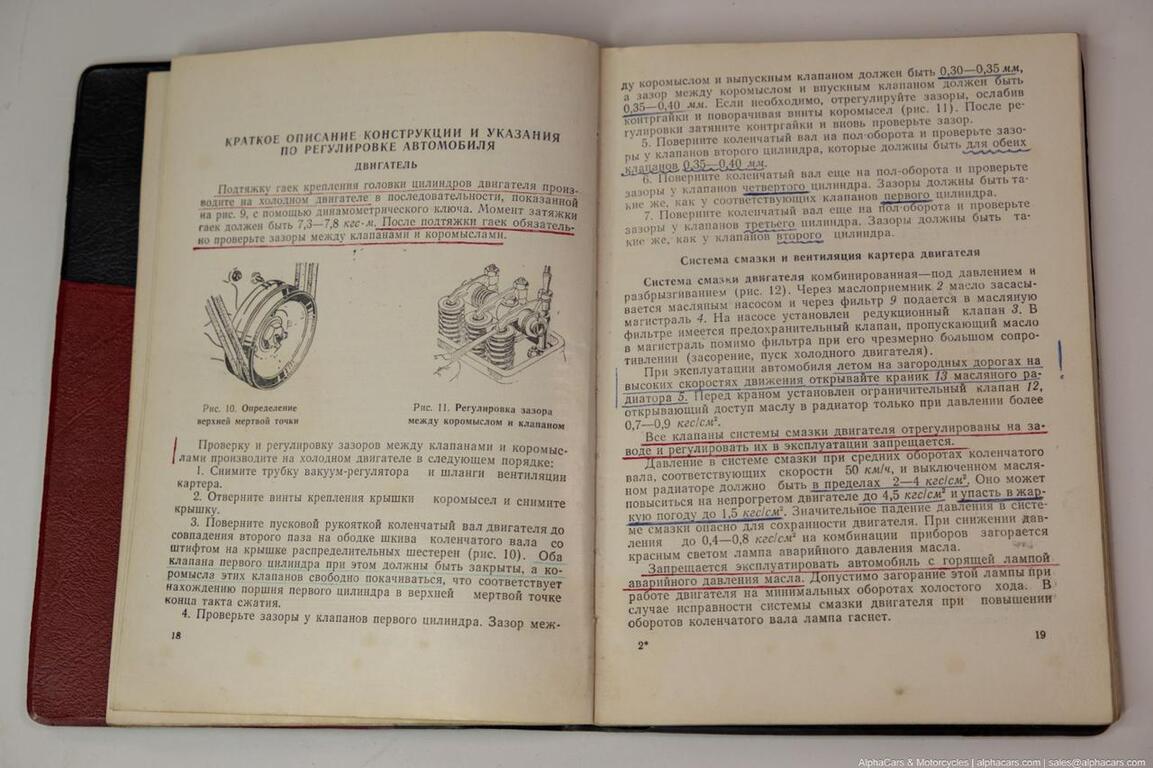 КРАТКОЕ ОПИСАНИЕ КОНСТРУКЦИИ И УКАЗАНИЯ
ПО РЕГУЛИРОВКЕ АВТОМОБИЛЯ
ДВИГАТЕЛЬ
Подтяжку гаек крепления головки цилиндров двигателя произ-
водите на холодном двигателе в последовательности, показанной
на рис. 9, с помощью динамометрического ключа. Момент затяжки
гаек должен быть 7,3—7,8 кгс·м. После подтяжки гаек обязатель-
но проверьте зазоры между клапанами и коромыслами.
Рис. 10. Определение
верхней мертвой точки
Рис. 11. Регулировка зазора
между коромыслом и клапаном
Проверку и регулировку зазоров между клапанами и коромыс-
лами производите на холодном двигателе в следующем порядке:
1. Снимите трубку вакуум-регулятора и шланги вентиляции
картера.
2. Отверните винты крепления крышки коромысел и снимите
крышку.
3. Поверните пусковой рукояткой коленчатый вал двигателя до
совпадения второго паза на ободке шкива коленчатого вала со
штифтом на крышке распределительных шестерен (рис. 10). Оба
клапана первого цилиндра при этом должны быть закрыты, а ко-
ромысла этих клапанов свободно покачиваться, что соответствует
нахождению поршня первого цилиндра в верхней мертвой точке
конца такта сжатия.
4. Проверьте зазоры у клапанов первого цилиндра. Зазор меж-
18
ду коромыслом и выпускным клапаном должен быть 0,30—0,35 мм,
а зазор между коромыслом и впускным клапаном должен быть
0,35—0,40 мм. Если необходимо, отрегулируйте зазоры, ослабив
контргайки и поворачивая винты коромысел (рис. 11). После ре-
гулировки затяните контргайки и вновь проверьте зазор.
5. Поверните коленчатый вал на пол-оборота и проверьте зазо-
ры у клапанов второго цилиндра, которые должны быть для обеих
клапанов 0,35—0,40 мм.
6. Поверните коленчатый вал еще на пол-оборота и проверьте
зазоры у клапанов четвертого цилиндра. Зазоры должны быть та-
кие же, как у соответствующих клапанов первого цилиндра.
7. Поверните коленчатый вал еще на пол-оборота и проверьте
зазоры у клапанов третьего цилиндра. Зазоры должны быть та-
кие же, как у клапанов второго цилиндра.
Система смазки и вентиляция картера двигателя
Система смазки двигателя комбинированная—под давлением и
разбрызгиванием (рис. 12). Через маслоприемник 2 масло засасы-
вается масляным насосом и через фильтр 9 подается в масляную
магистраль 4. На насосе установлен редукционный клапан 3. В
фильтре имеется предохранительный клапан, пропускающий масло
в магистраль помимо фильтра при его чрезмерно большом сопро-
тивлении (засорение, пуск холодного двигателя).
При эксплуатации автомобиля летом на загородных дорогах на
высоких скоростях движения открывайте краник 13 масляного ра-
диатора 5. Перед краном установлен ограничительный клапан 12,
открывающий доступ маслу в радиатор только при давлении более
0,7—0,9 кгс/см².
Все клапаны системы смазки двигателя отрегулированы на за-
воде и регулировать их в эксплуатации запрещается.
Давление в системе смазки при средних оборотах коленчатого
вала, соответствующих скорости 50 км/ч, и выключенном масля-
ном радиаторе должно быть в пределах 2—4 кгс/см². Оно может
повыситься на непрогретом двигателе до 4,5 кгс/см² и упасть в жар-
кую погоду до 1,5 кгс/см². Значительное падение давления в систе-
ме смазки опасно для сохранности двигателя. При снижении дав-
ления до 0,4—0,8 кгс/см² на комбинации приборов загорается
красным светом лампа аварийного давления масла.
Запрещается эксплуатировать автомобиль с горящей лампой
аварийного давления масла. Допустимо загорание этой лампы при
работе двигателя на минимальных оборотах холостого хода. В
случае исправности системы смазки двигателя при повышении
оборотов коленчатого вала лампа гаснет.
2*
19
AlphaCars & Motorcycles | alphacars.com | sales@alphacars.com